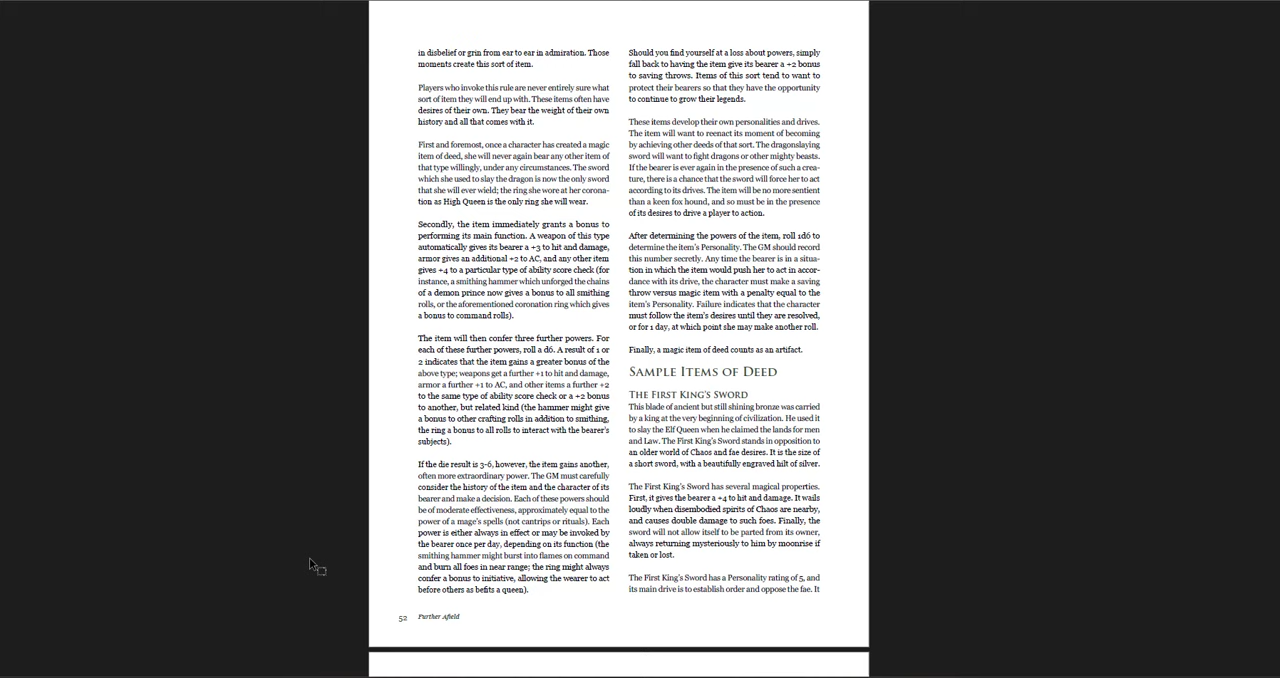 in disbelief or grin from ear to ear in admiration. Those
moments create this sort of item.
Players who invoke this rule are never entirely sure what
sort of item they will end up with. These items often have
desires of their own. They bear the weight of their own
history and all that comes with it.
First and foremost, once a character has created a magic
item of deed, she will never again bear any other item of
that type willingly, under any circumstances. The sword
which she used to slay the dragon is now the only sword
that she will ever wield; the ring she wore at her corona-
tion as High Queen is the only ring she will wear.
Secondly, the item immediately grants a bonus to
performing its main function. A weapon of this type
automatically gives its bearer a +3 to hit and damage,
armor gives an additional +2 to AC, and any other item
gives +4 to a particular type of ability score check (for
instance, a smithing hammer which unforged the chains
of a demon prince now gives a bonus to all smithing
rolls, or the aforementioned coronation ring which gives
a bonus to command rolls).
The item will then confer three further powers. For
each of these further powers, roll a d6. A result of 1 or
2 indicates that the item gains a greater bonus of the
above type; weapons get a further +1 to hit and damage,
armor a further +1 to AC, and other items a further +2
to the same type of ability score check or a +2 bonus
to another, but related kind (the hammer might give
a bonus to other crafting rolls in addition to smithing,
the ring a bonus to all rolls to interact with the bearer's
subjects).
If the die result is 3-6, however, the item gains another,
often more extraordinary power. The GM must carefully
consider the history of the item and the character of its
bearer and make a decision. Each of these powers should
be of moderate effectiveness, approximately equal to the
power of a mage's spells (not cantrips or rituals). Each
power is either always in effect or may be invoked by
the bearer once per day, depending on its function (the
smithing hammer might burst into flames on command
and burn all foes in near range; the ring might always
confer a bonus to initiative, allowing the wearer to act
before others as befits a queen).
Should you find yourself at a loss about powers, simply
fall back to having the item give its bearer a +2 bonus
to saving throws. Items of this sort tend to want to
protect their bearers so that they have the opportunity
to continue to grow their legends.
These items develop their own personalities and drives.
The item will want to reenact its moment of becoming
by achieving other deeds of that sort. The dragonslaying
sword will want to fight dragons or other mighty beasts.
If the bearer is ever again in the presence of such a crea-
ture, there is a chance that the sword will force her to act
according to its drives. The item will be no more sentient
than a keen fox hound, and so must be in the presence
of its desires to drive a player to action.
After determining the powers of the item, roll 1d6 to
determine the item's Personality. The GM should record
this number secretly. Any time the bearer is in a situa-
tion in which the item would push her to act in accor-
dance with its drive, the character must make a saving
throw versus magic item with a penalty equal to the
item's Personality. Failure indicates that the character
must follow the item's desires until they are resolved,
or for 1 day, at which point she may make another roll.
Finally, a magic item of deed counts as an artifact.
Sample Items of Deed
The First King's Sword
This blade of ancient but still shining bronze was carried
by a king at the very beginning of civilization. He used it
to slay the Elf Queen when he claimed the lands for men
and Law. The First King's Sword stands in opposition to
an older world of Chaos and fae desires. It is the size of
a short sword, with a beautifully engraved hilt of silver.
The First King's Sword has several magical properties.
First, it gives the bearer a +4 to hit and damage. It wails
loudly when disembodied spirits of Chaos are nearby,
and causes double damage to such foes. Finally, the
sword will not allow itself to be parted from its owner,
always returning mysteriously to him by moonrise if
taken or lost.
The First King's Sword has a Personality rating of 5, and
its main drive is to establish order and oppose the fae. It
52 Further Afield